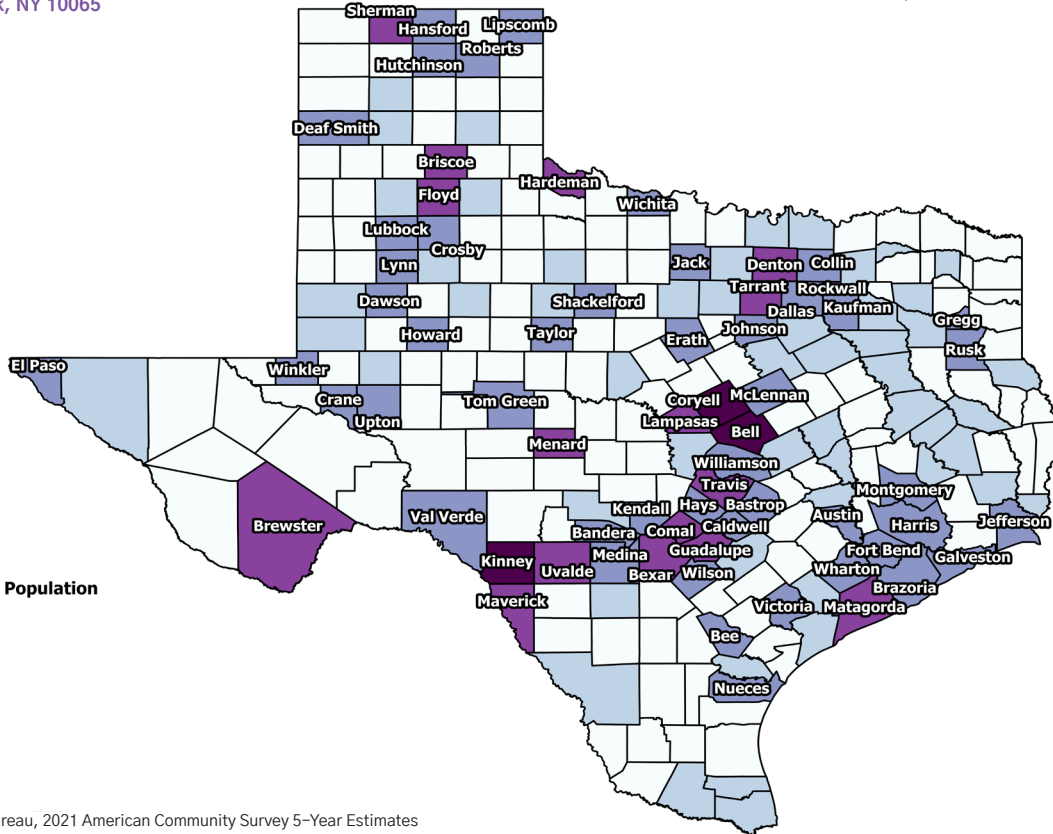 k, NY 10065
Sherman
Hansford
Lipscomb
Roberts
Hutchinson
Deaf Smith
Briscoe
Hardeman
Floyd
Wichita
Lubbock
Crosby
Lynn
Jack
Denton
Collin
Tarrant
Rockwall
Dawson
Shackelford
Dallas
Kaufman
Gregg
Howard
Taylor
Johnson
Erath
Rusk
El Paso
Winkler
Crane
Tom Green
Coryell
McLennan
Upton
Lampasas
Bell
Menard
Williamson
Travis
Montgomery
Val Verde
Kendall
Hays
Bastrop
Austin
Brewster
Bandera
Comal
Caldwell
Harris
Jefferson
Kinney
Uvalde
Medina
Guadalupe
Fort Bend
Galveston
Bexar
Wilson
Wharton
Population
Brazoria
Maverick
Victoria
Matagorda
Bee
Nueces
reau, 2021 American Community Survey 5-Year Estimates